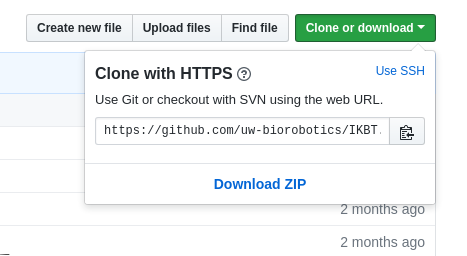 Create new file Upload files Find file Clone or download
Clone with HTTPS
Use SSH
Use Git or checkout with SVN using the web URL.
https://github.com/uw-biorobotics/IKBT.
Download ZIP
2 months ago
2 months ago